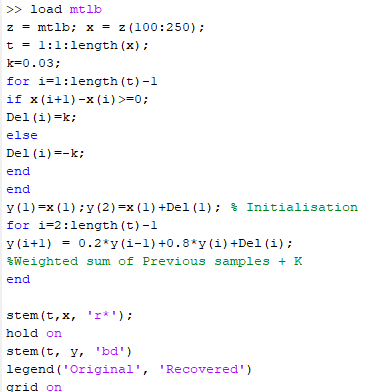 >> load mtlb
z = mtlb; x = z(100:250);
t = 1:1:length(x);
k=0.03;
for i=1:length(t)-1
if x(i+1)-x(i)>=0;
Del(i)=k;
else
Del(i)=-k;
end
end
y(1)=x(1);y(2)=x(1)+Del(1); % Initialisation
for i=2:length(t)-1
y(i+1) = 0.2*y(i-1)+0.8*y(i)+Del(i);
%Weighted sum of Previous samples + K
end
stem(t,x, 'r*');
hold on
stem(t, y, 'bd')
legend('Original', 'Recovered')
grid on